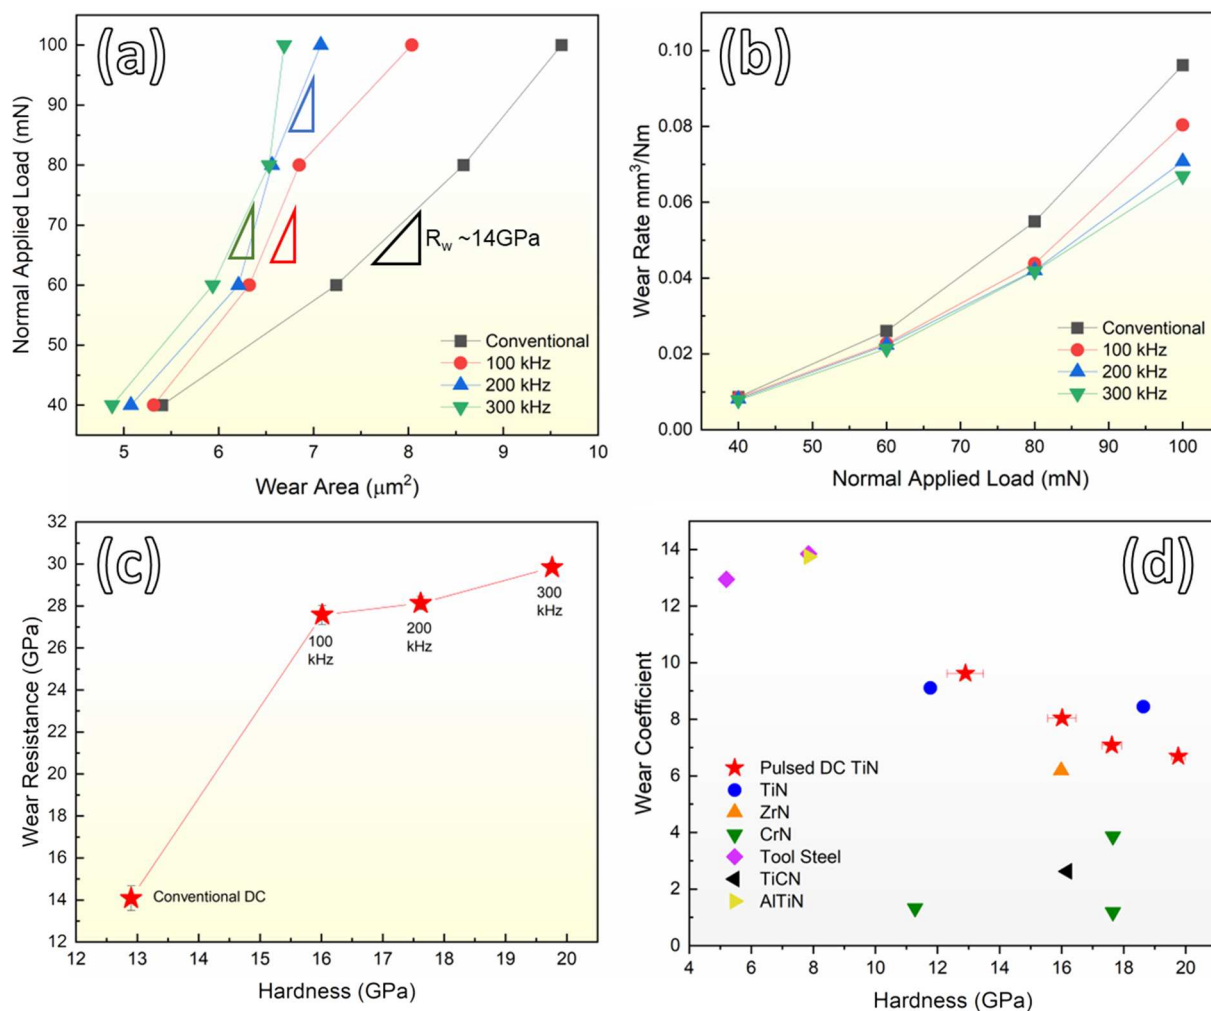 (a)
Normal Applied Load (mN)
100
90
80
70
60
50
40
R_w ~14GPa
Conventional
100 kHz
200 kHz
300 kHz
5 6 7 8 9 10
Wear Area (μm²)
(b)
Wear Rate mm³/Nm
0.10
0.08
0.06
0.04
0.02
0.00
Conventional
100 kHz
200 kHz
300 kHz
40 50 60 70 80 90 100
Normal Applied Load (mN)
(c)
Wear Resistance (GPa)
32
30
28
26
24
22
20
18
16
14
12
100
kHz
200
kHz
300
kHz
Conventional DC
12 13 14 15 16 17 18 19 20
Hardness (GPa)
(d)
Wear Coefficient
14
12
10
8
6
4
2
0
Pulsed DC TiN
TiN
ZrN
CrN
Tool Steel
TiCN
AlTiN
4 6 8 10 12 14 16 18 20
Hardness (GPa)